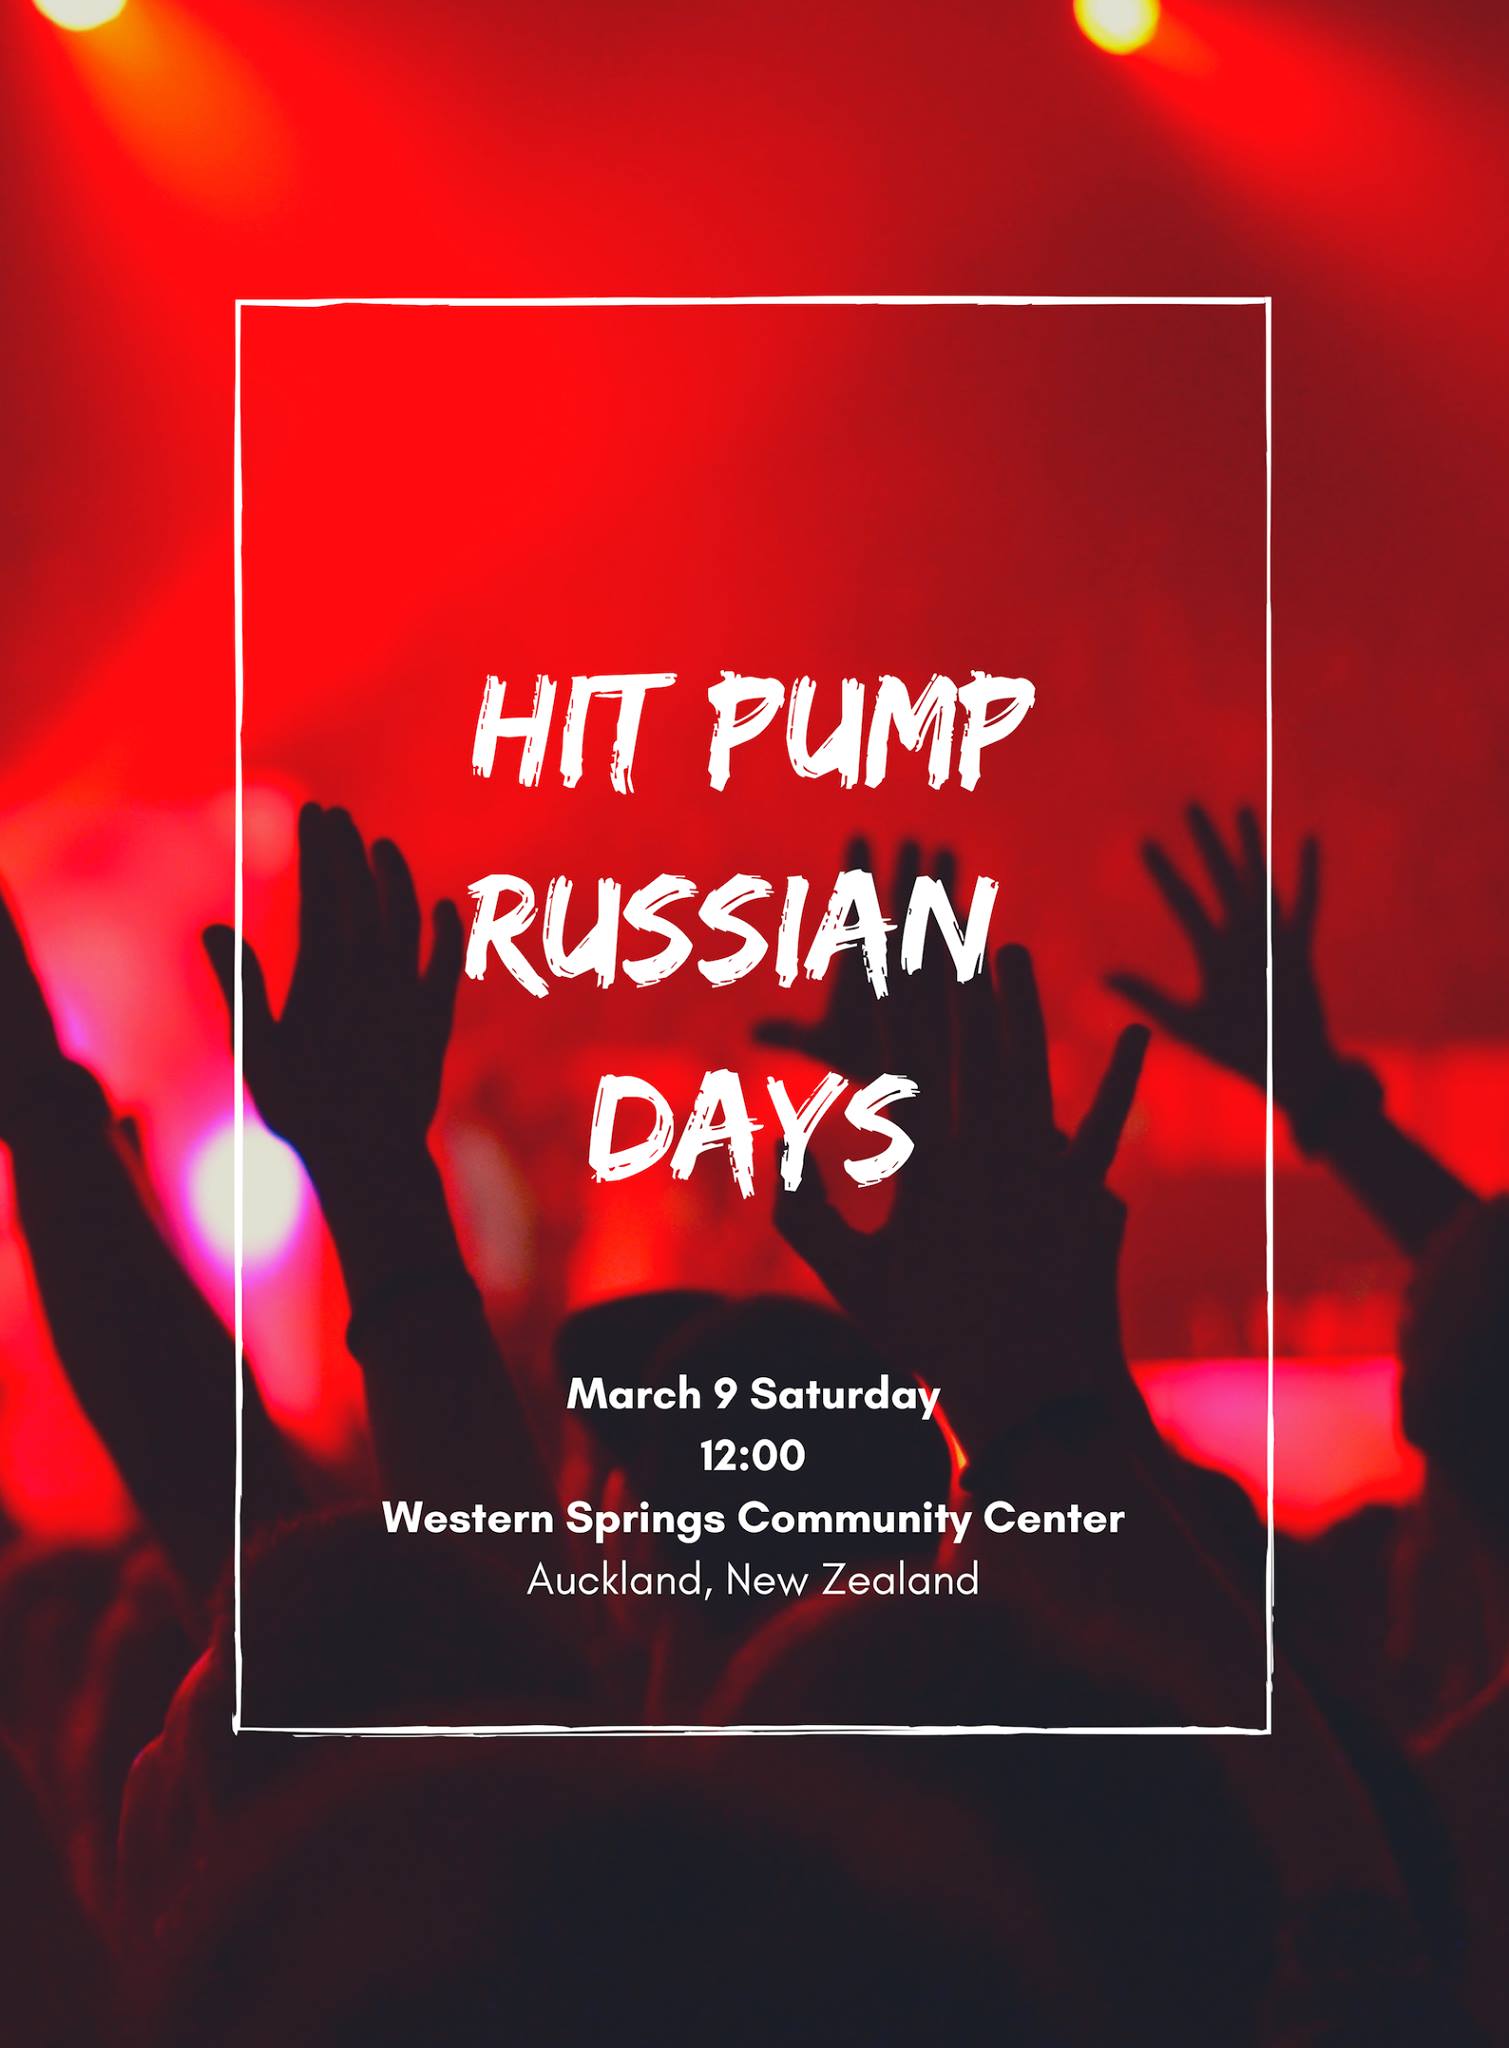 HIT PUMP
RUSSIAN
DAYS
March 9 Saturday
12:00
Western Springs Community Center
Auckland, New Zealand